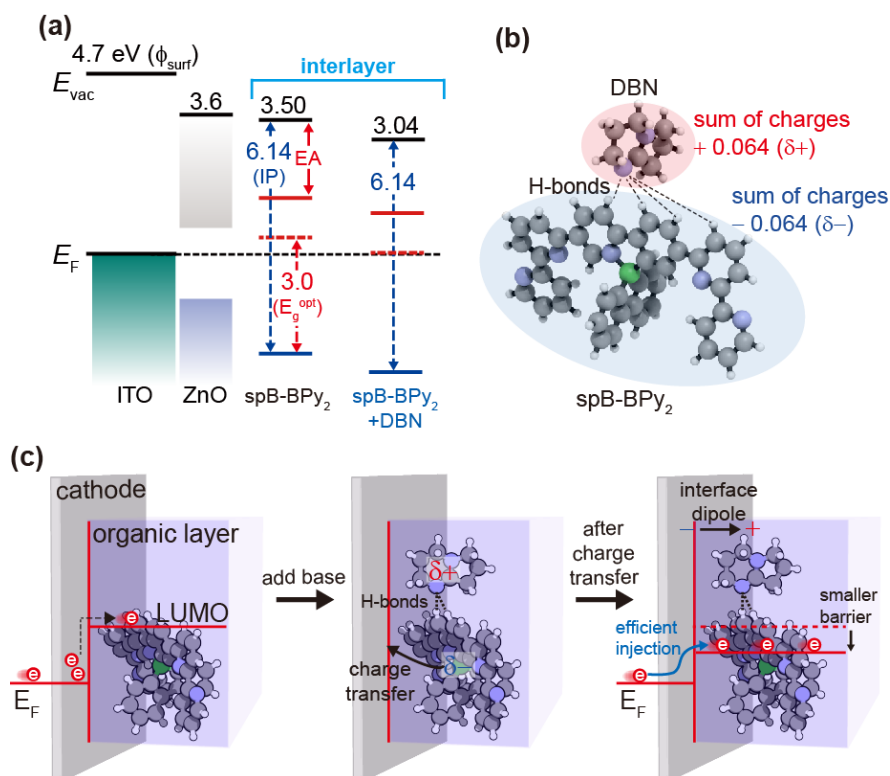 (a)
4.7 eV (ϕsurf)
Evac
interlayer
3.6
3.50
3.04
6.14
(IP)
EA
6.14
EF
3.0
(Egopt)
ITO
ZnO
spB-BPy2
spB-BPy2
+DBN
(b)
DBN
sum of charges
+ 0.064 (δ+)
H-bonds
sum of charges
− 0.064 (δ−)
spB-BPy2
(c)
cathode
organic layer
LUMO
e
e
e
e
EF
add base
δ+
H-bonds
δ−
charge
transfer
after
charge
transfer
interface
dipole
− +
smaller
barrier
efficient
injection
e
e
e
e
EF